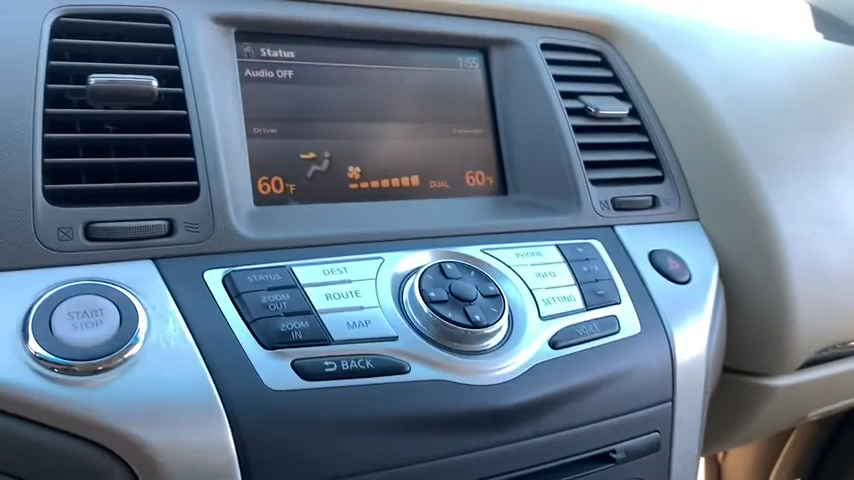 Status
1:55
Audio OFF
Driver
Passenger
60°F
DUAL
60°F
START
STOP
STATUS
ZOOM
OUT
ZOOM
IN
DEST
ROUTE
MAP
BACK
PHONE
INFO
SETTING
VOICE